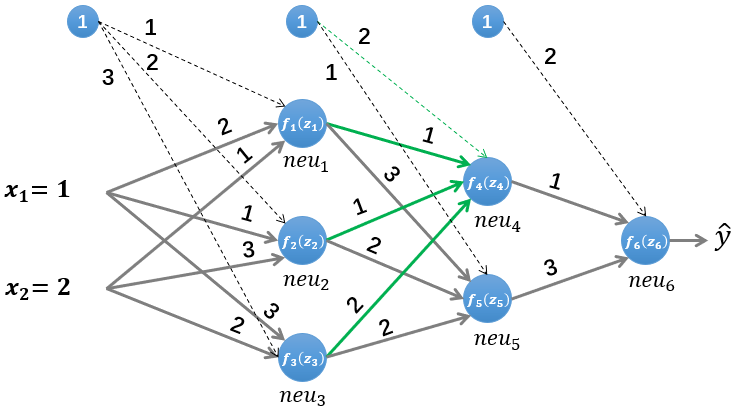 1 1 1
1
2
3
2
1
2
x₁= 1
x₂= 2
2
1
1
3
3
2
f₁(z₁)
neu₁
f₂(z₂)
neu₂
f₃(z₃)
neu₃
1
3
1
2
2
2
f₄(z₄)
neu₄
f₅(z₅)
neu₅
1
3
f₆(z₆)
neu₆
ŷ